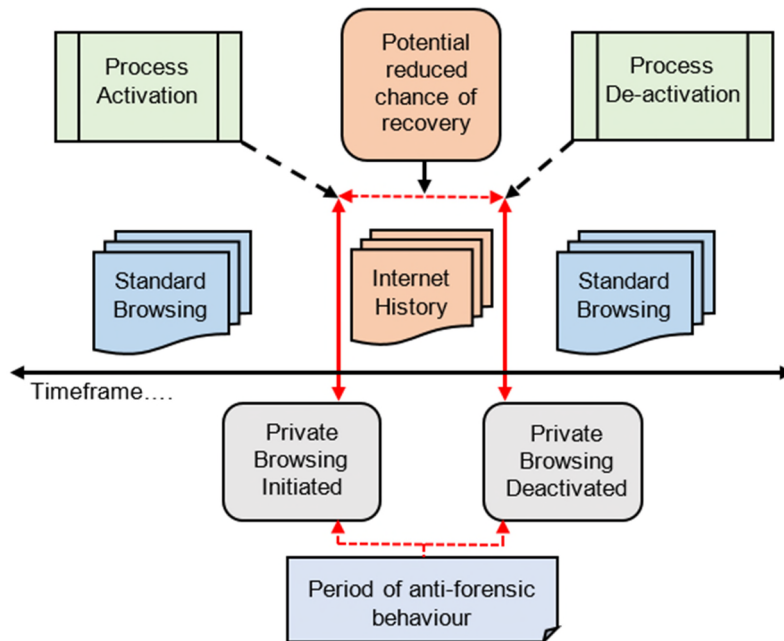 Process
Activation
Potential
reduced
chance of
recovery
Process
De-activation
Standard
Browsing
Internet
History
Standard
Browsing
Timeframe....
Private
Browsing
Initiated
Private
Browsing
Deactivated
Period of anti-forensic
behaviour